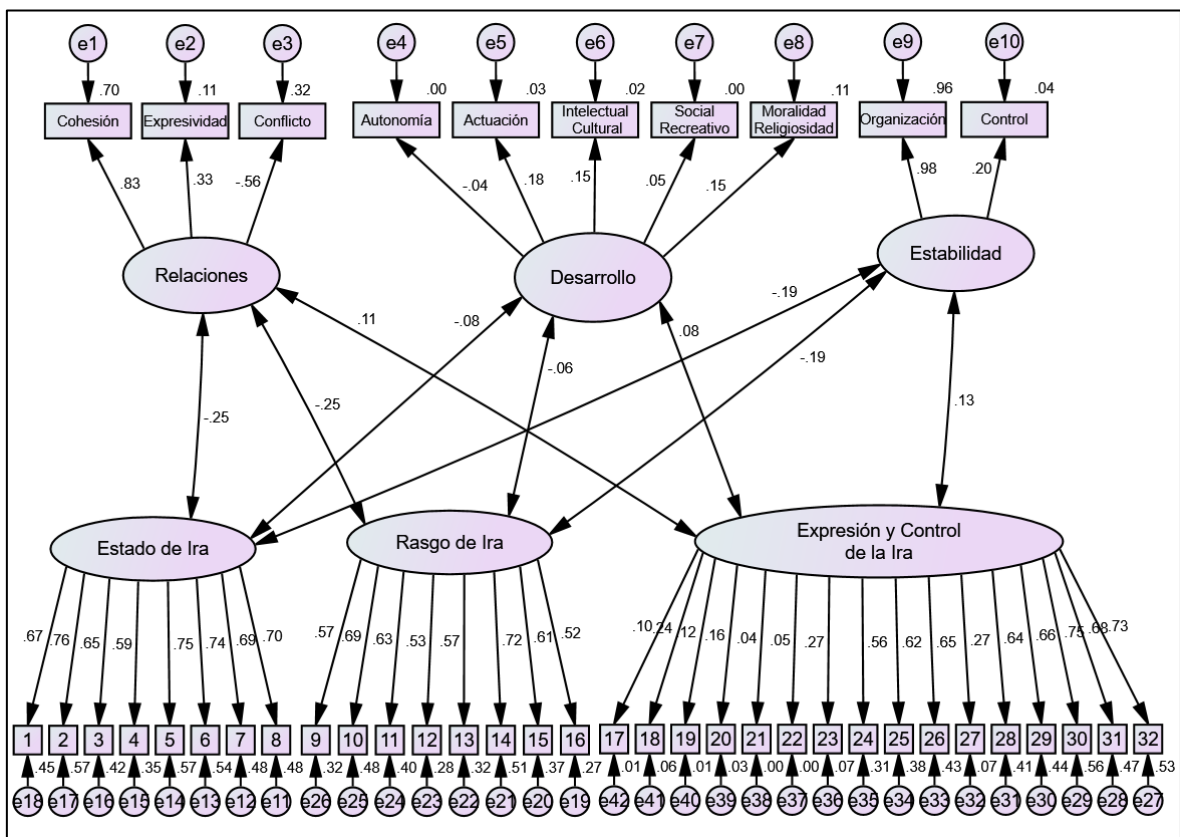 e1 e2 e3 e4 e5 e6 e7 e8 e9 e10
.70 .11 .32 .00 .03 .02 .00 .11 .96 .04
Cohesión Expresividad Conflicto Autonomía Actuación Intelectual Cultural Social Recreativo Moralidad Religiosidad Organización Control
.83 .33 -.56 -.04 .18 .15 .05 .15 .98 .20
Relaciones Desarrollo Estabilidad
.11 -.08 -.06 .08 -.19 -.19
-.25 -.25 .13
Estado de Ira Rasgo de Ira Expresión y Control
de la Ira
.67 .76 .65 .59 .75 .74 .69 .70 .57 .69 .63 .53 .57 .72 .61 .52 .10 .24 .12 .16 .04 .05 .27 .56 .62 .65 .27 .64 .66 .75 .68 .73
1 2 3 4 5 6 7 8 9 10 11 12 13 14 15 16 17 18 19 20 21 22 23 24 25 26 27 28 29 30 31 32
.45 .57 .42 .35 .57 .54 .48 .48 .32 .48 .40 .28 .32 .51 .37 .27 .01 .06 .01 .03 .00 .00 .07 .31 .38 .43 .07 .41 .44 .56 .47 .53
e18 e17 e16 e15 e14 e13 e12 e11 e26 e25 e24 e23 e22 e21 e20 e19 e42 e41 e40 e39 e38 e37 e36 e35 e34 e33 e32 e31 e30 e29 e28 e27